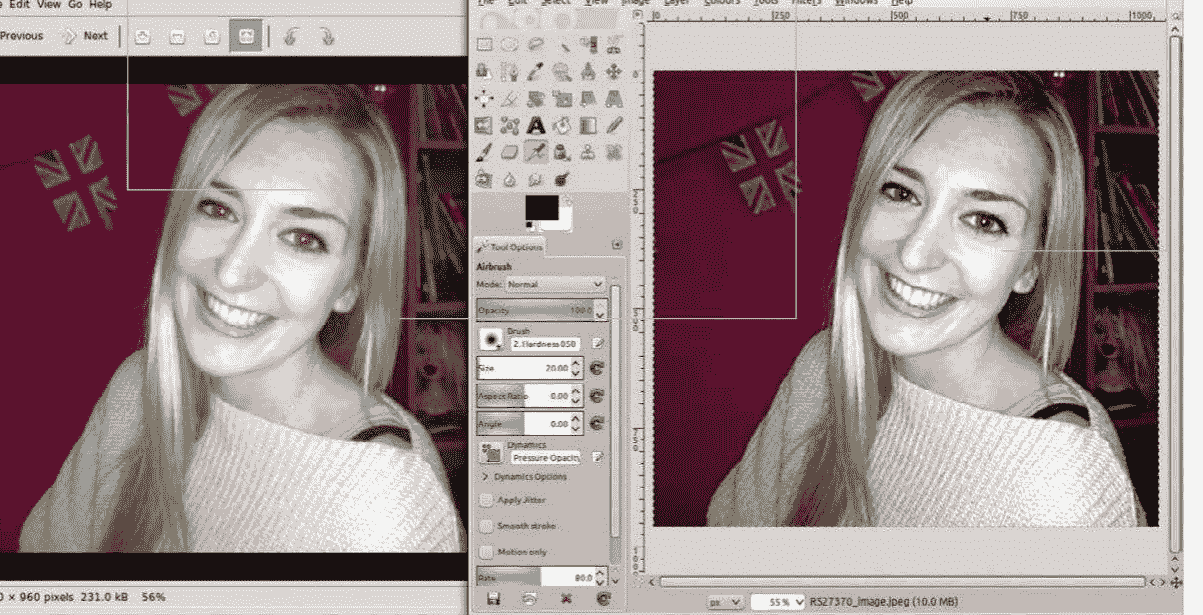 Edit View Go Help
Previous Next
960 pixels 231.0 kB 56%
Edit Select View Image Layer Colours Tools Filters Windows Help
0 250 500 750 1000
Tool Options
Airbrush
Mode: Normal
Opacity 100.0
Brush
2. Hardness 050
Size 20.00
Aspect Ratio 0.00
Angle 0.00
Dynamics
Pressure Opacity
Dynamics Options
Apply Jitter
Smooth stroke
Motion only
Rate 80.0
px 55 % RS27370_image.jpeg (10.0 MB)